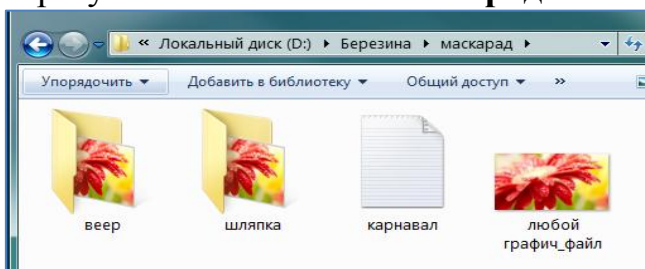 « Локальный диск (D:) ▸ Березина ▸ маскарад ▸
Упорядочить ▼ Добавить в библиотеку ▼ Общий доступ ▼ »
веер шляпка карнавал любой
графич_файл